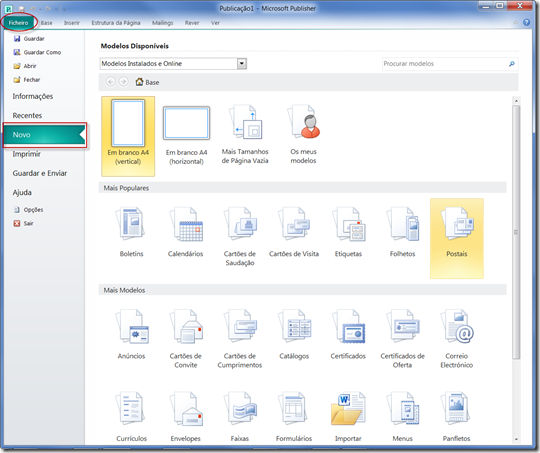 Publicação1 - Microsoft Publisher
Ficheiro Base Inserir Estrutura da Página Mailings Rever Ver
Guardar
Guardar Como
Abrir
Fechar
Informações
Recentes
Novo
Imprimir
Guardar e Enviar
Ajuda
Opções
Sair
Modelos Disponíveis
Modelos Instalados e Online
Procurar modelos
Base
Em branco A4 (vertical)
Em branco A4 (horizontal)
Mais Tamanhos de Página Vazia
Os meus modelos
Mais Populares
Boletins
Calendários
Cartões de Saudação
Cartões de Visita
Etiquetas
Folhetos
Postais
Mais Modelos
Anúncios
Cartões de Convite
Cartões de Cumprimentos
Catálogos
Certificados
Certificados de Oferta
Correio Electrónico
Currículos
Envelopes
Faixas
Formulários
Importar
Menus
Panfletos